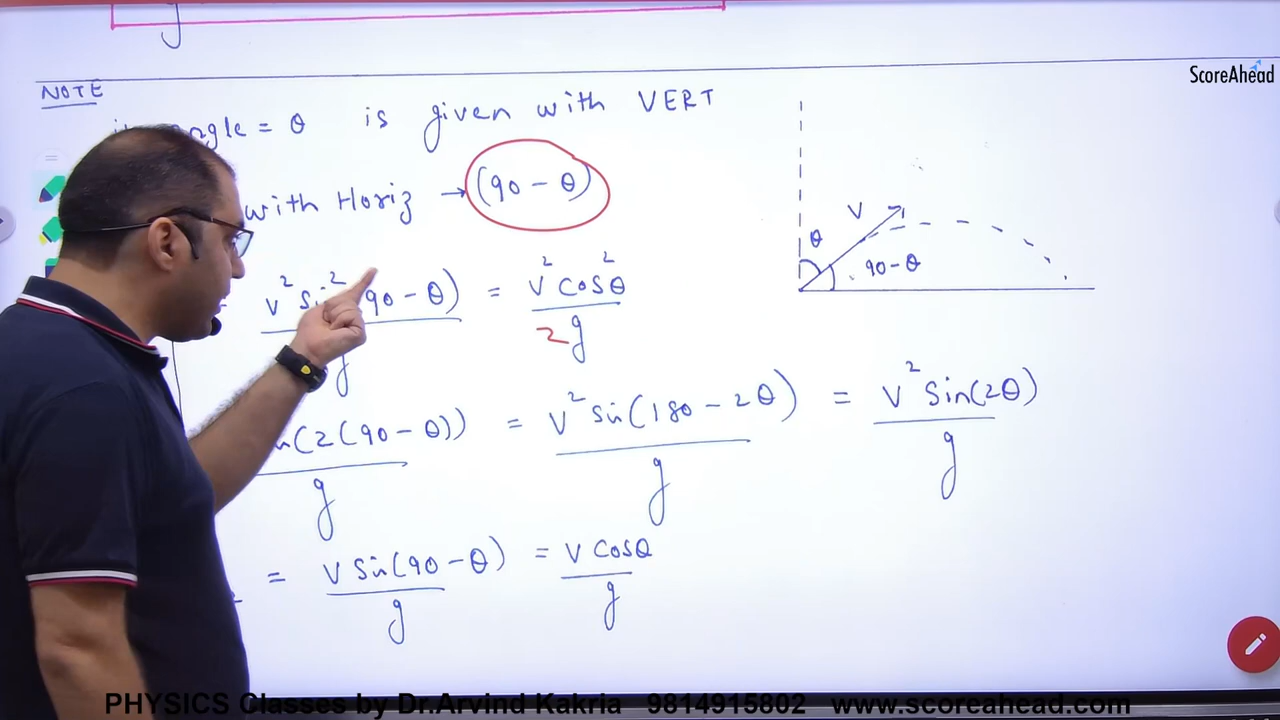 ScoreAhead
NOTE
angle = θ is given with VERT
with Horiz → (90 - θ)
V² Sin² (90 - θ) = V² Cos²θ
g 2g
(2(90 - θ)) = V² Sin(180 - 2θ) = V² Sin(2θ)
g g g
= V Sin(90 - θ) = V Cosθ
g g
V
θ
90 - θ
PHYSICS Classes by Dr.Arvind Kakria 9814915802 www.scoreahead.com